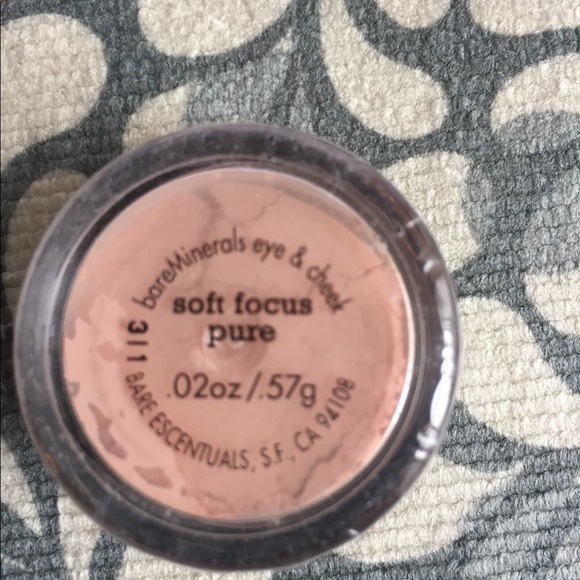 bareMinerals eye & cheek
soft focus
pure
.02oz/.57g
BARE ESCENTUALS, S.F., CA 94108
311